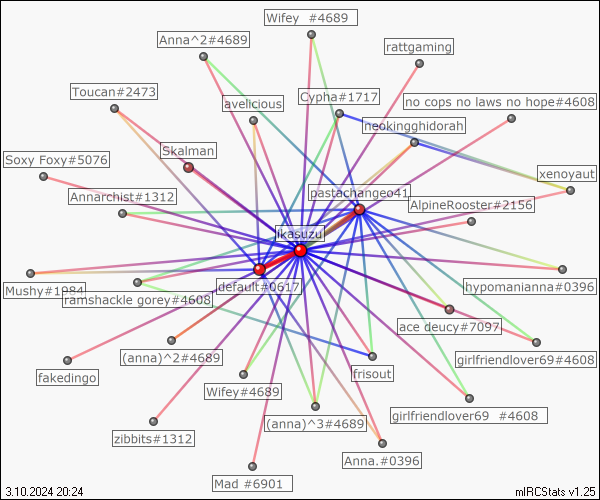 Wifey  #4689
Anna^2#4689
rattgaming
Toucan#2473
avelicious
Cypha#1717
no cops no laws no hope#4608
neokingghidorah
Soxy Foxy#5076
Skalman
xenoyaut
Annarchist#1312
pastachangeo41
AlpineRooster#2156
ikasuzu
Mushy#1984
ramshackle gorey#4608
default#0617
hypomanianna#0396
ace deucy#7097
(anna)^2#4689
girlfriendlover69#4608
fakedingo
frisout
Wifey#4689
girlfriendlover69  #4608
(anna)^3#4689
zibbits#1312
Anna.#0396
Mad #6901
3.10.2024 20:24
mIRCStats v1.25